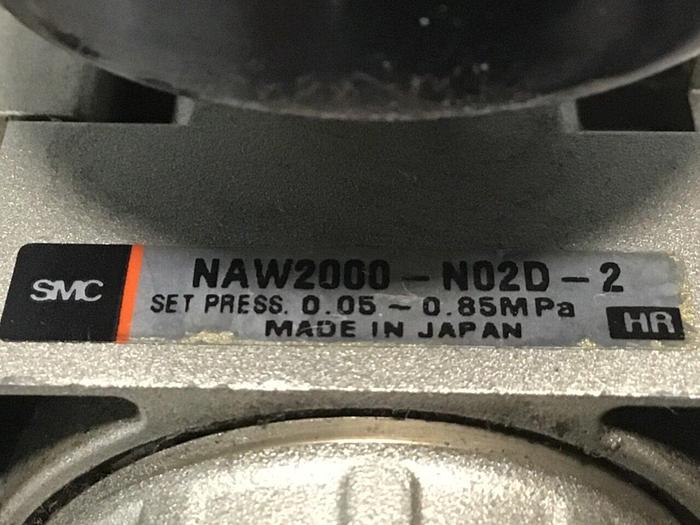 SMC
NAW2000-N02D-2
SET PRESS. 0.05 ~ 0.85MPa
MADE IN JAPAN
HR